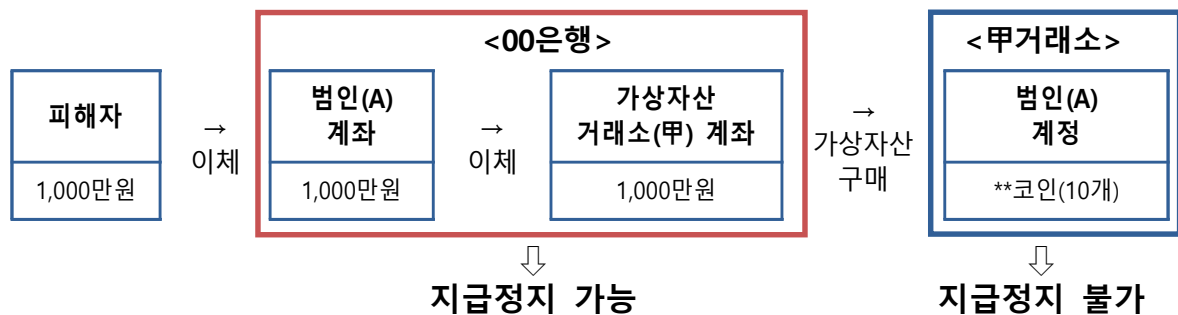 <00은행>
<甲거래소>
피해자
1,000만원
→
이체
범인(A)
계좌
1,000만원
→
이체
가상자산
거래소(甲) 계좌
1,000만원
→
가상자산
구매
범인(A)
계정
**코인(10개)
⇩
지급정지 가능
⇩
지급정지 불가